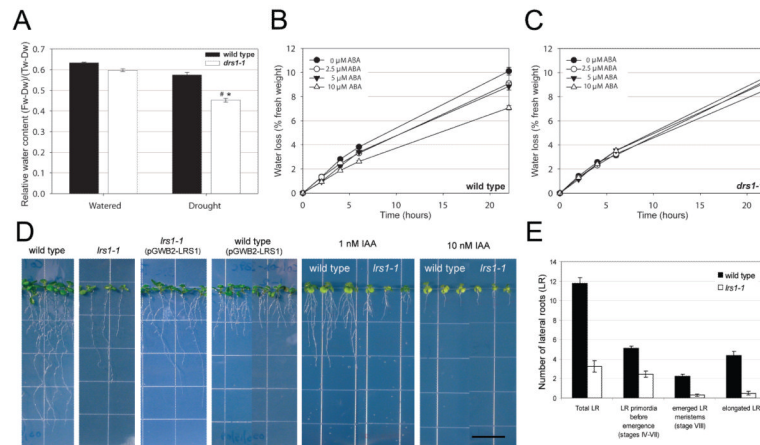 A
Relative water content (Fw-Dw)/(Tw-Dw)
0.7
0.6
0.5
0.4
0.3
0.2
0.1
0.0
wild type
drs1-1
# *
Watered
Drought
B
Water loss (% fresh weight)
12
10
8
6
4
2
0
0 µM ABA
2.5 µM ABA
5 µM ABA
10 µM ABA
wild type
0
5
10
15
20
Time (hours)
C
Water loss (% fresh weight)
12
10
8
6
4
2
0
0 µM ABA
2.5 µM ABA
5 µM ABA
10 µM ABA
drs1-1
0
5
10
15
Time (hours)
D
wild type
lrs1-1
lrs1-1
(pGWB2-LRS1)
wild type
(pGWB2-LRS1)
1 nM IAA
wild type
lrs1-1
10 nM IAA
wild type
lrs1-1
E
Number of lateral roots (LR)
16
12
8
4
0
wild type
lrs1-1
Total LR
LR primordia
before
emergence
(stages IV-VII)
emerged LR
meristems
(stage VIII)
elongated LR